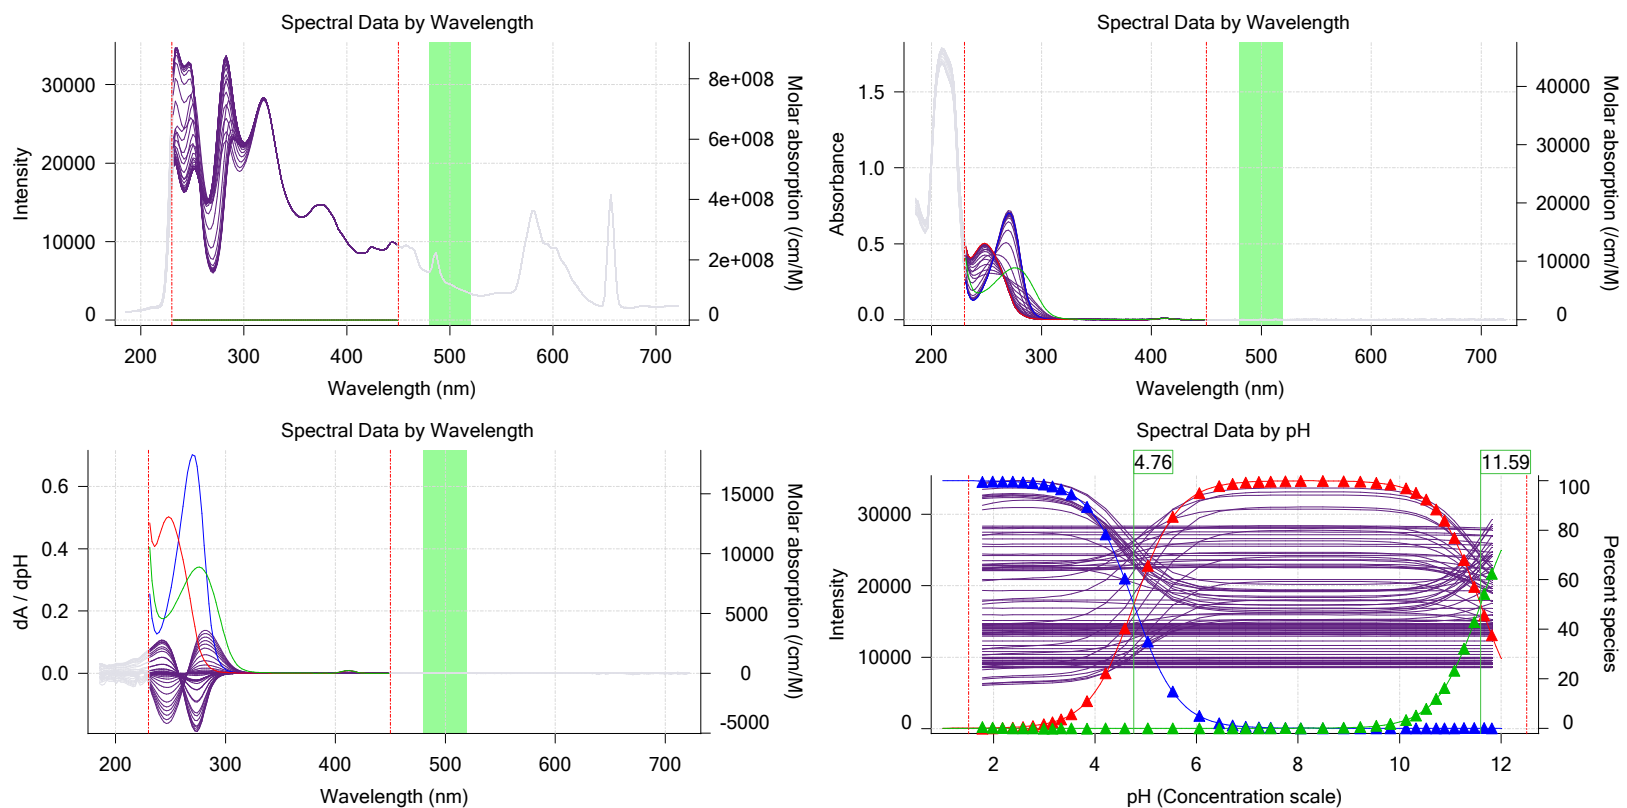 Spectral Data by Wavelength
30000
20000
10000
0
Intensity
8e+008
6e+008
4e+008
2e+008
0
Molar absorption (/cm/M)
200 300 400 500 600 700
Wavelength (nm)
Spectral Data by Wavelength
1.5
1.0
0.5
0.0
Absorbance
40000
30000
20000
10000
0
Molar absorption (/cm/M)
200 300 400 500 600 700
Wavelength (nm)
Spectral Data by Wavelength
0.6
0.4
0.2
0.0
dA / dpH
15000
10000
5000
0
-5000
Molar absorption (/cm/M)
200 300 400 500 600 700
Wavelength (nm)
Spectral Data by pH
4.76 11.59
30000
20000
10000
0
Intensity
100
80
60
40
20
0
Percent species
2 4 6 8 10 12
pH (Concentration scale)